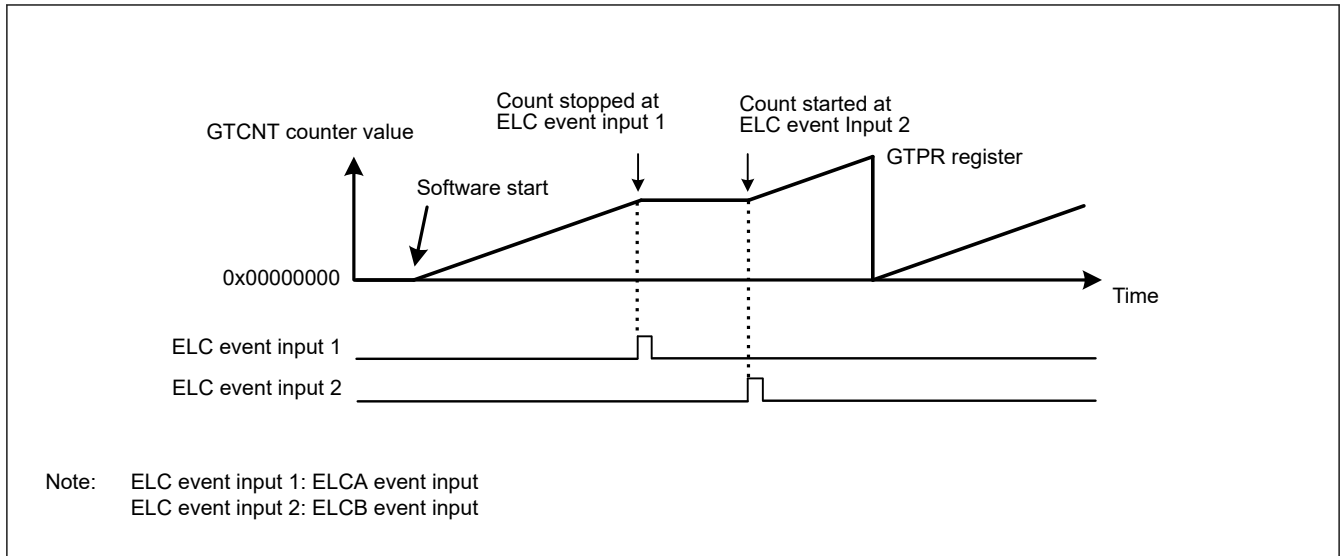 Count stopped at
ELC event input 1
Count started at
ELC event Input 2
GTCNT counter value
GTPR register
Software start
0x00000000
Time
ELC event input 1
ELC event input 2
Note: ELC event input 1: ELCA event input
ELC event input 2: ELCB event input